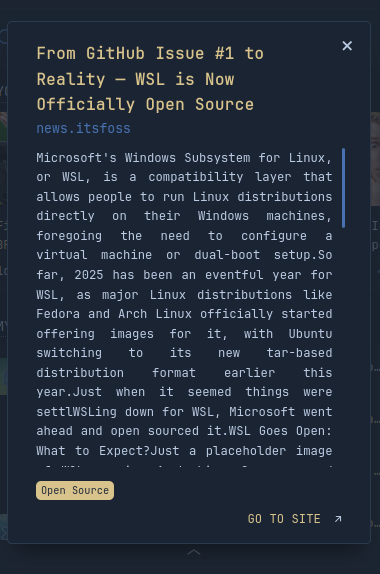 From GitHub Issue #1 to
Reality — WSL is Now
Officially Open Source
news.itsfoss
Microsoft's Windows Subsystem for Linux,
or WSL, is a compatibility layer that
allows people to run Linux distributions
directly on their Windows machines,
foregoing the need to configure a
virtual machine or dual-boot setup.So
far, 2025 has been an eventful year for
WSL, as major Linux distributions like
Fedora and Arch Linux officially started
offering images for it, with Ubuntu
switching to its new tar-based
distribution format earlier this
year.Just when it seemed things were
settlWSLing down for WSL, Microsoft went
ahead and open sourced it.WSL Goes Open:
What to Expect?Just a placeholder image
Open Source
GO TO SITE